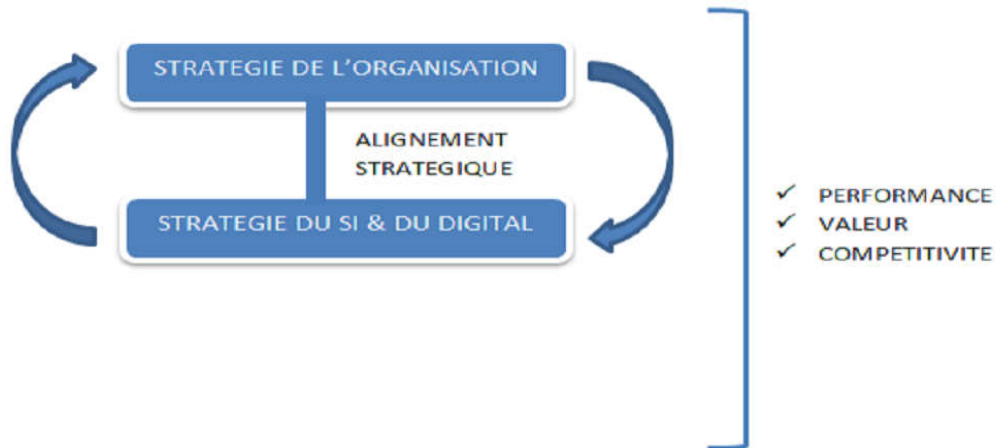 STRATEGIE DE L'ORGANISATION
ALIGNEMENT
STRATEGIQUE
STRATEGIE DU SI & DU DIGITAL
✓ PERFORMANCE
✓ VALEUR
✓ COMPETITIVITE